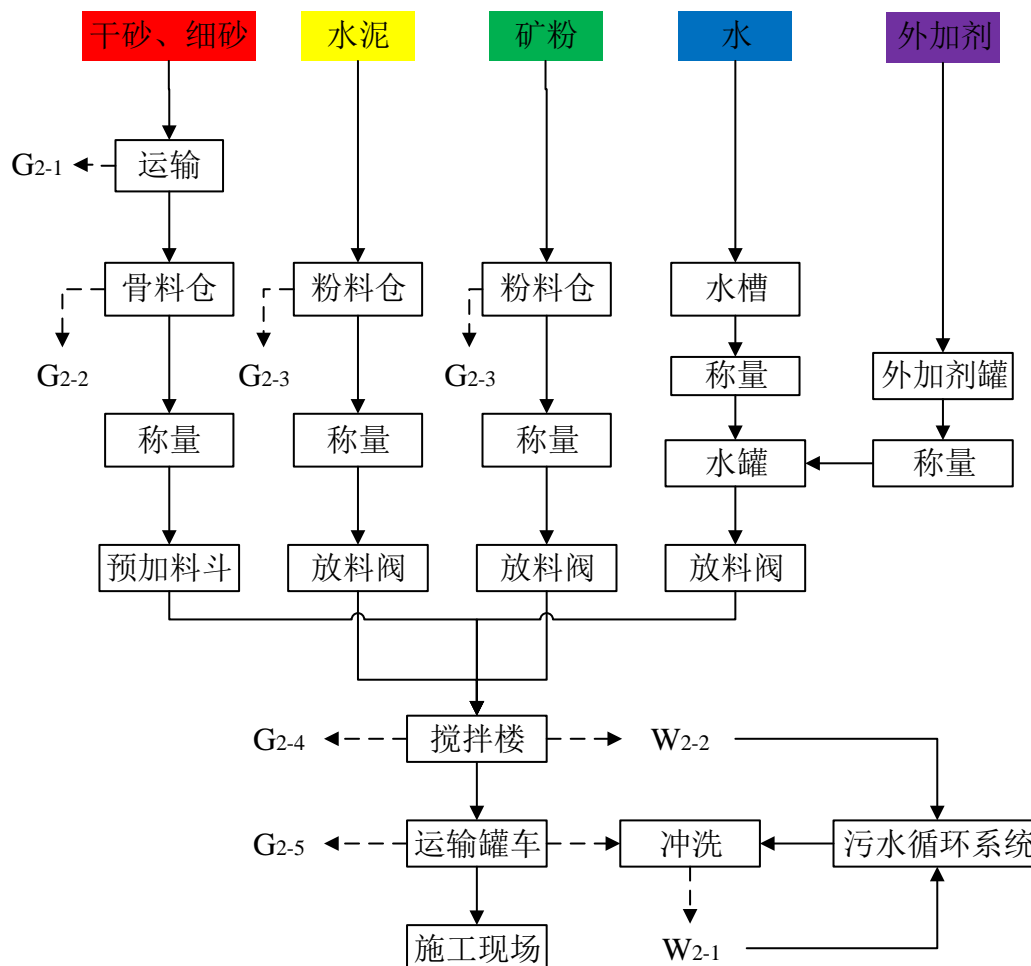 干砂、细砂 水泥 矿粉 水 外加剂
G2-1 运输
骨料仓 粉料仓 粉料仓 水槽
G2-2 G2-3 G2-3 称量 外加剂罐
称量 称量 称量 水罐 称量
预加料斗 放料阀 放料阀 放料阀
G2-4 搅拌楼 W2-2
G2-5 运输罐车 冲洗 污水循环系统
施工现场 W2-1